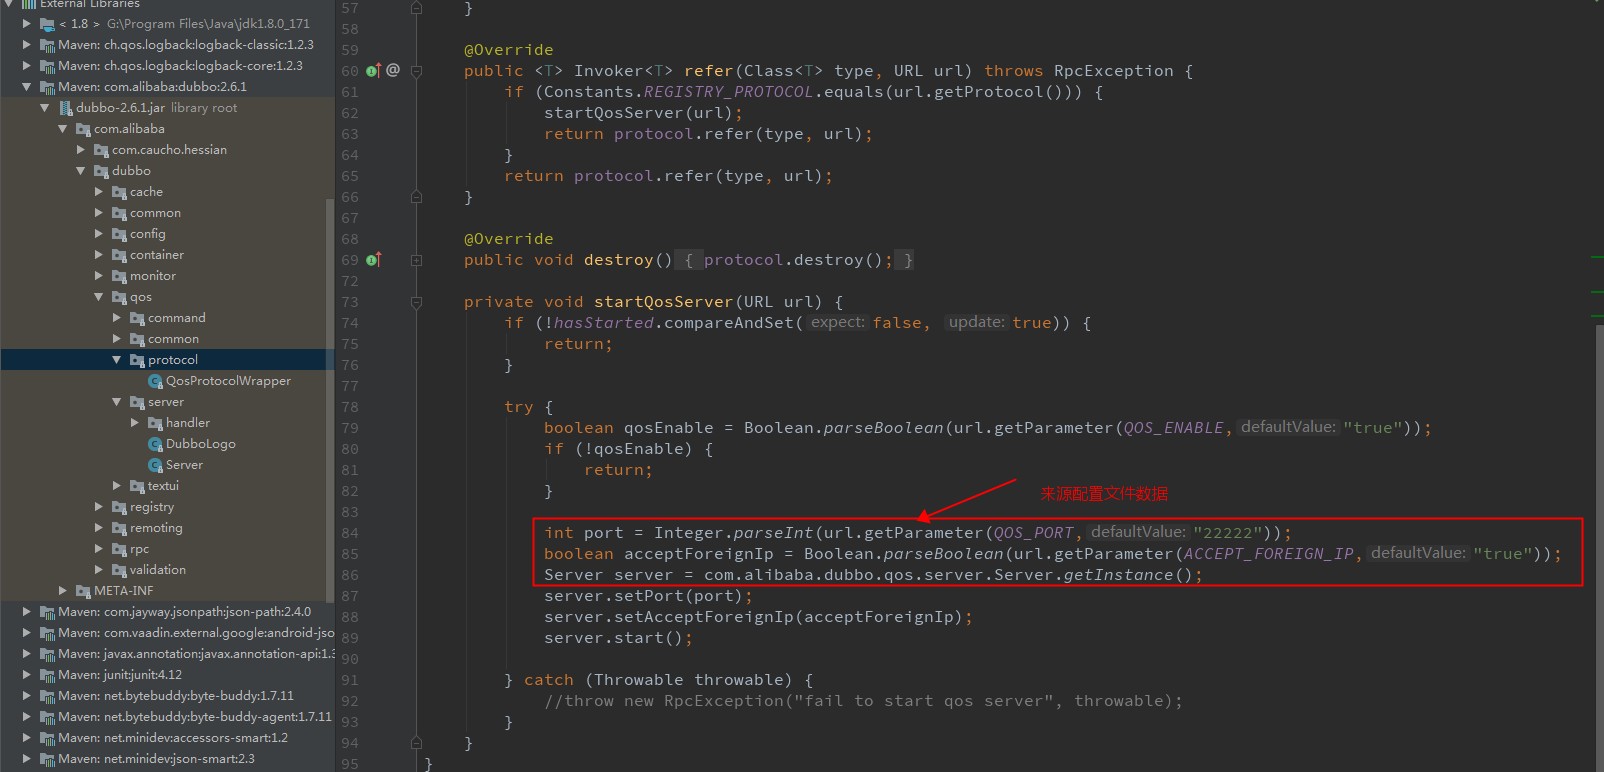 External Libraries
< 1.8 > G:\Program Files\Java\jdk1.8.0_171
Maven: ch.qos.logback:logback-classic:1.2.3
Maven: ch.qos.logback:logback-core:1.2.3
Maven: com.alibaba:dubbo:2.6.1
dubbo-2.6.1.jar library root
com.alibaba
com.caucho.hessian
dubbo
cache
common
config
container
monitor
qos
command
common
protocol
QosProtocolWrapper
server
handler
DubboLogo
Server
textui
registry
remoting
rpc
validation
META-INF
Maven: com.jayway.jsonpath:json-path:2.4.0
Maven: com.vaadin.external.google:android-jso
Maven: javax.annotation:javax.annotation-api:1.3
Maven: junit:junit:4.12
Maven: net.bytebuddy:byte-buddy:1.7.11
Maven: net.bytebuddy:byte-buddy-agent:1.7.11
Maven: net.minidev:accessors-smart:1.2
Maven: net.minidev:json-smart:2.3
57 }
58
59 @Override
60 @ public <T> Invoker<T> refer(Class<T> type, URL url) throws RpcException {
61 if (Constants.REGISTRY_PROTOCOL.equals(url.getProtocol())) {
62 startQosServer(url);
63 return protocol.refer(type, url);
64 }
65 return protocol.refer(type, url);
66 }
67
68 @Override
69 public void destroy() { protocol.destroy(); }
72
73 private void startQosServer(URL url) {
74 if (!hasStarted.compareAndSet( expect: false, update: true)) {
75 return;
76 }
77
78 try {
79 boolean qosEnable = Boolean.parseBoolean(url.getParameter(QOS_ENABLE, defaultValue: "true"));
80 if (!qosEnable) {
81 return;
82 }
来源配置文件数据
83
84 int port = Integer.parseInt(url.getParameter(QOS_PORT, defaultValue: "22222"));
85 boolean acceptForeignIp = Boolean.parseBoolean(url.getParameter(ACCEPT_FOREIGN_IP, defaultValue: "true"));
86 Server server = com.alibaba.dubbo.qos.server.Server.getInstance();
87 server.setPort(port);
88 server.setAcceptForeignIp(acceptForeignIp);
89 server.start();
90
91 } catch (Throwable throwable) {
92 //throw new RpcException("fail to start qos server", throwable);
93 }
94 }
95 }